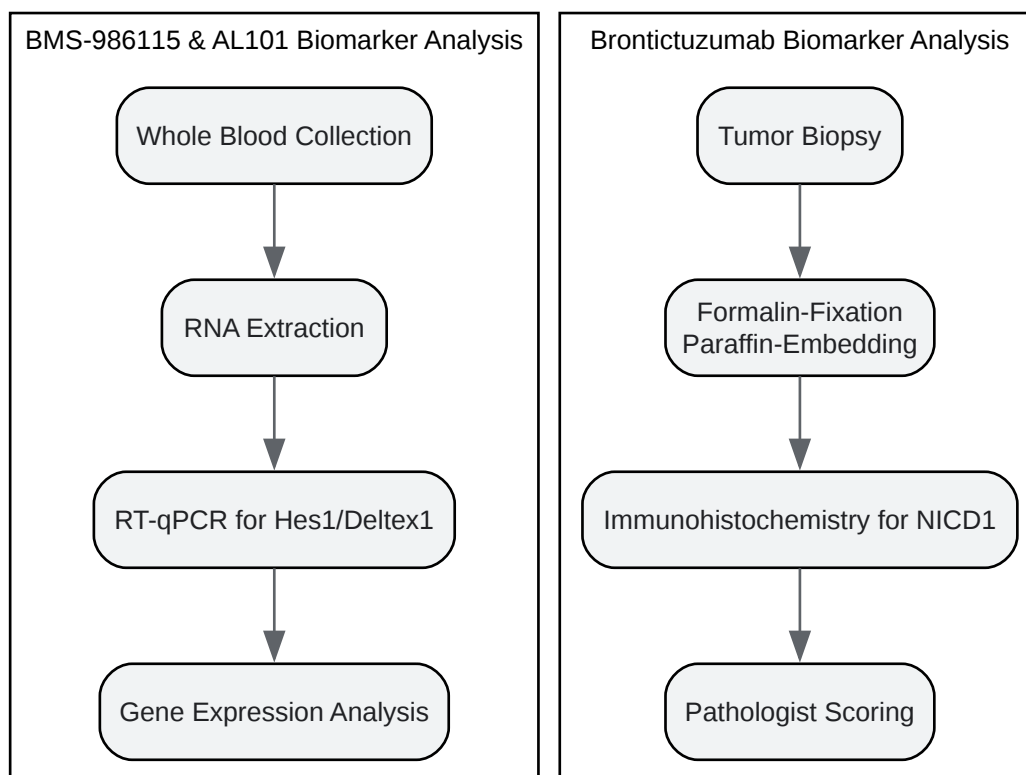 BMS-986115 & AL101 Biomarker Analysis
Whole Blood Collection
RNA Extraction
RT-qPCR for Hes1/Deltex1
Gene Expression Analysis
Brontictuzumab Biomarker Analysis
Tumor Biopsy
Formalin-Fixation
Paraffin-Embedding
Immunohistochemistry for NICD1
Pathologist Scoring